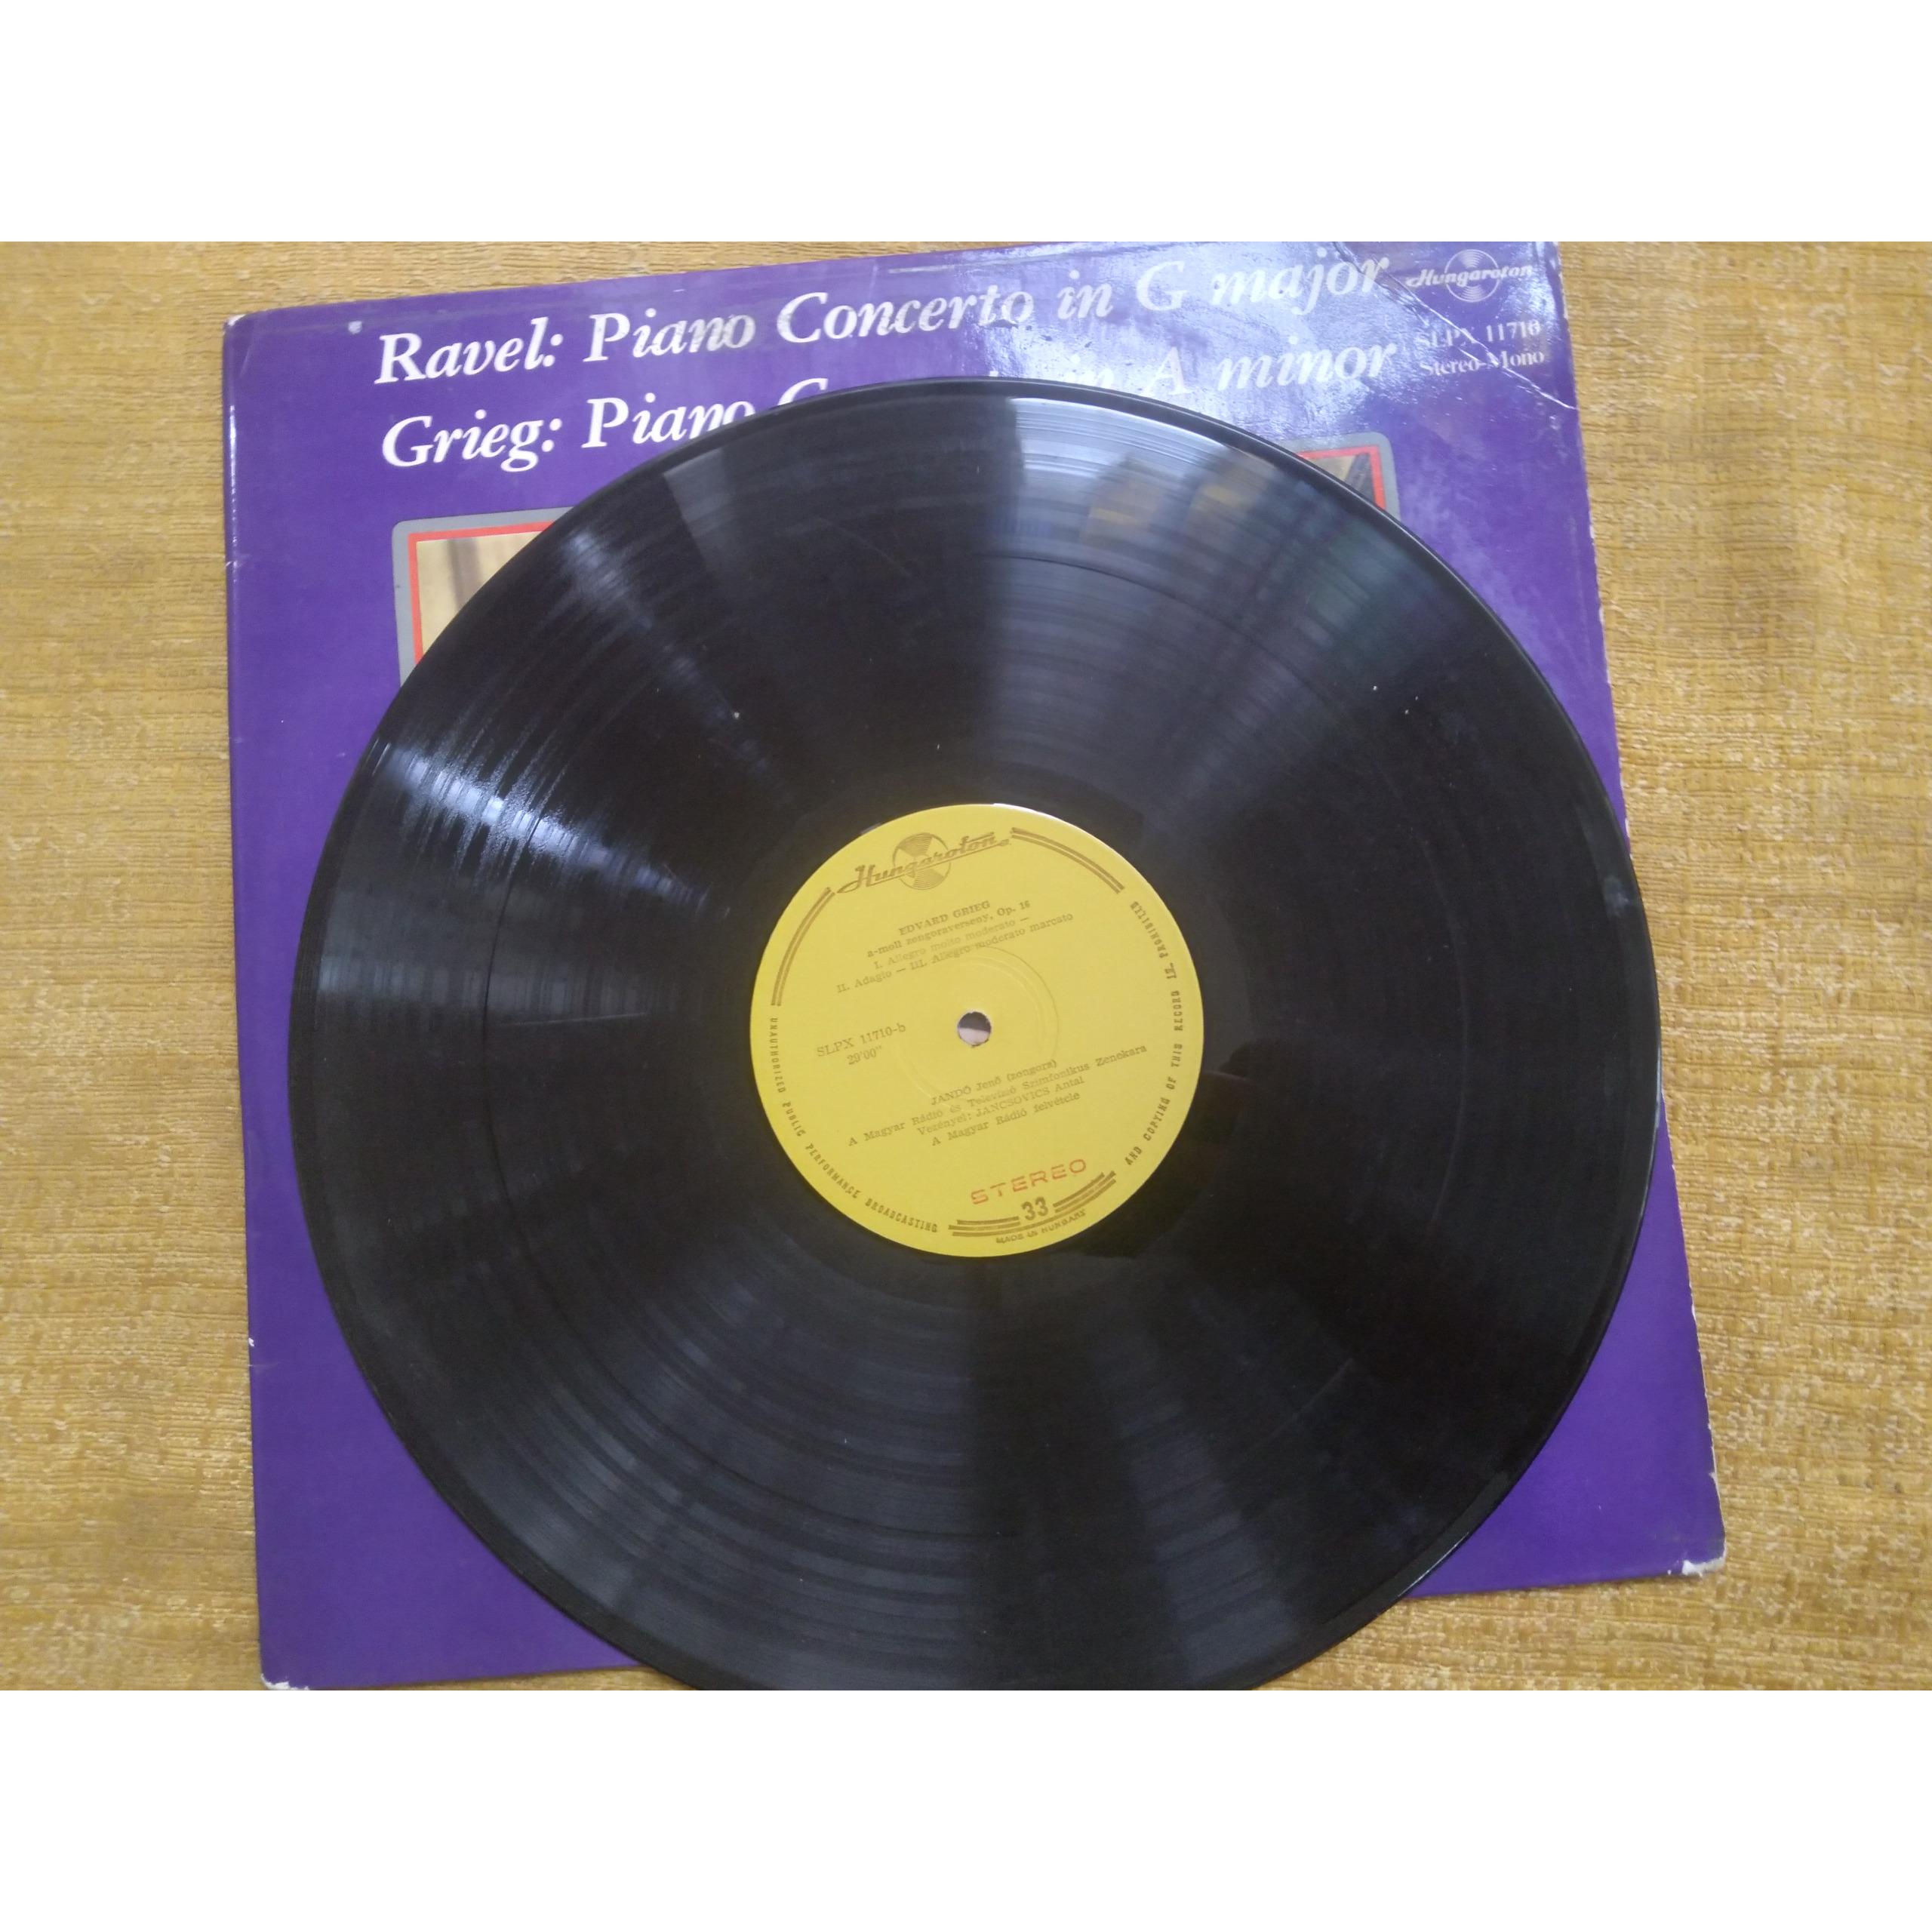 Ravel: Piano Concerto in G major
Grieg: Piano in A minor
Hungaroton
SLPX 11710
Stereo-Mono
Hungaroton
EDVARD GRIEG
a-moll zongoraverseny, Op. 16
I. Allegro molto moderato —
II. Adagio — III. Allegro moderato marcato
SLPX 11710-b
29'00"
JANDÓ Jenő (zongora)
A Magyar Rádió és Televízió Szimfonikus Zenekara
Vezényel: JANCSOVICS Antal
A Magyar Rádió felvétele
STEREO
33
MADE IN HUNGARY
UNAUTHORIZED PUBLIC PERFORMANCE BROADCASTING
AND COPYING OF THIS RECORD IS PROHIBITED